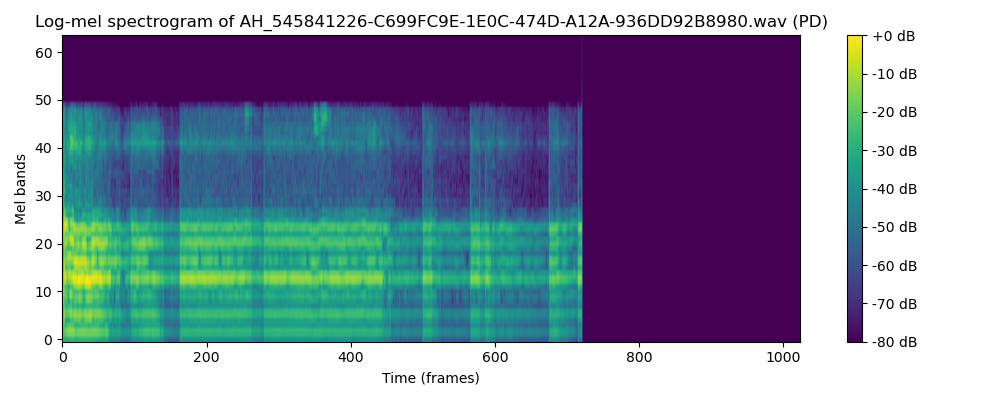 Log-mel spectrogram of AH_545841226-C699FC9E-1E0C-474D-A12A-936DD92B8980.wav (PD)
60
50
40
30
20
10
0
Mel bands
0 200 400 600 800 1000
Time (frames)
+0 dB
-10 dB
-20 dB
-30 dB
-40 dB
-50 dB
-60 dB
-70 dB
-80 dB